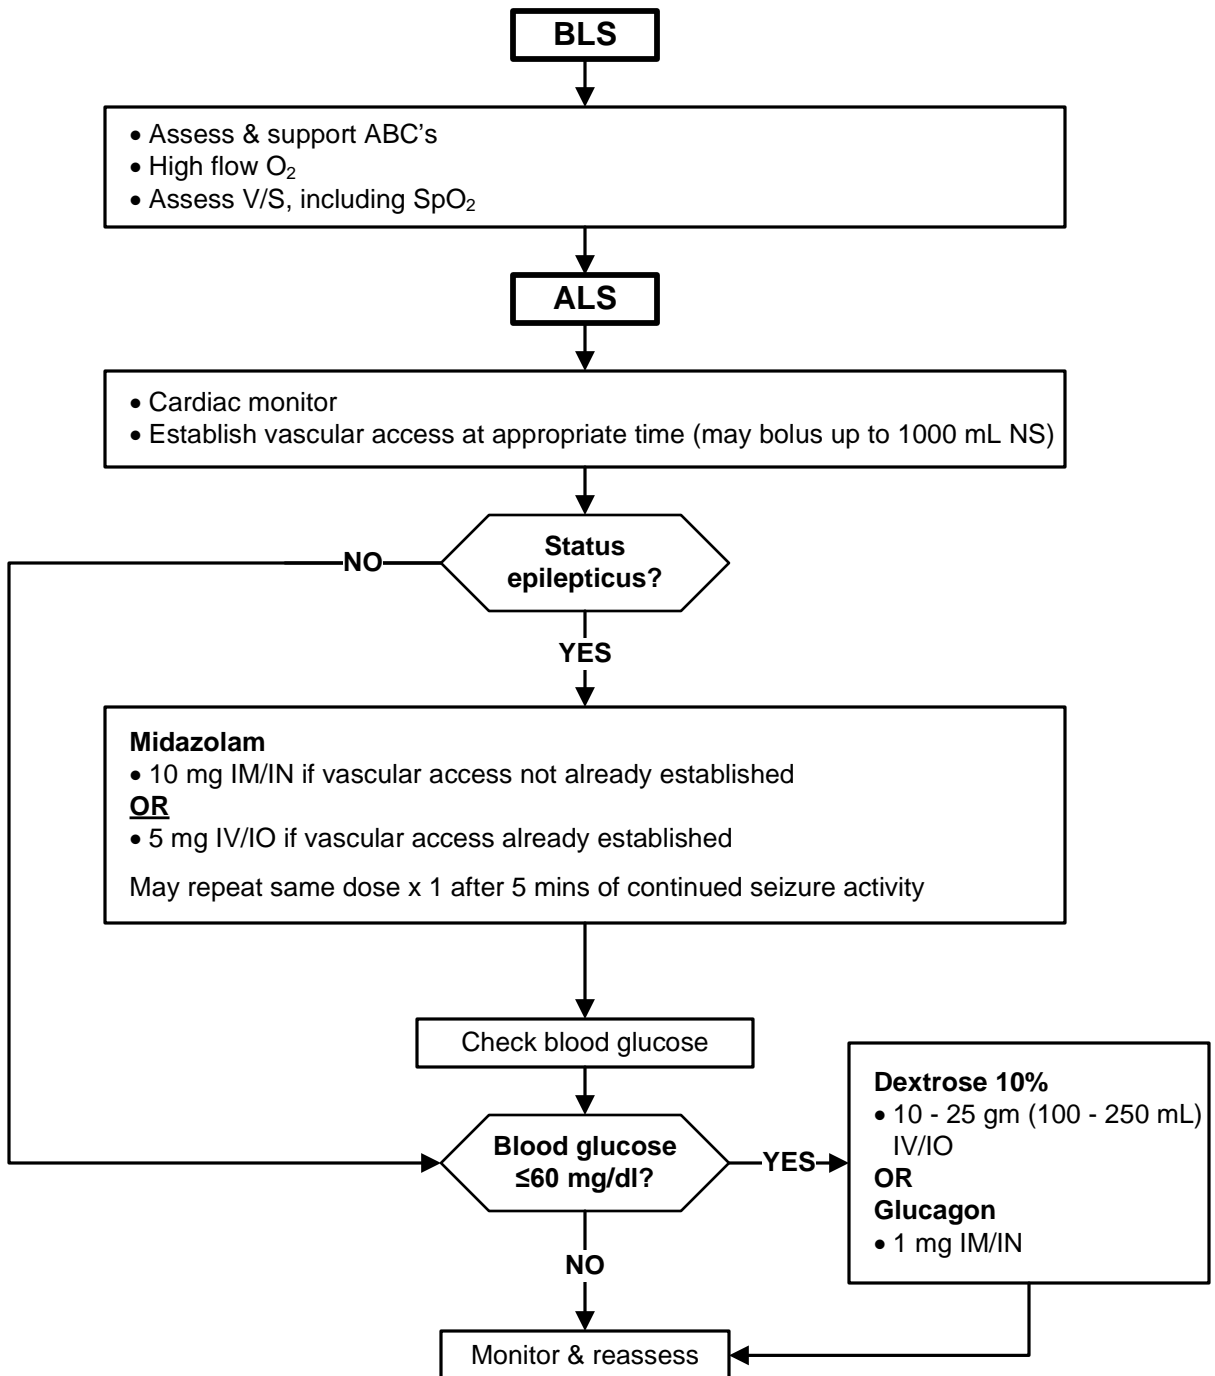 BLS
• Assess & support ABC’s
• High flow O₂
• Assess V/S, including SpO₂
ALS
• Cardiac monitor
• Establish vascular access at appropriate time (may bolus up to 1000 mL NS)
Status
epilepticus?
NO
YES
Midazolam
• 10 mg IM/IN if vascular access not already established
OR
• 5 mg IV/IO if vascular access already established
May repeat same dose x 1 after 5 mins of continued seizure activity
Check blood glucose
Blood glucose
≤60 mg/dl?
YES
Dextrose 10%
• 10 - 25 gm (100 - 250 mL)
IV/IO
OR
Glucagon
• 1 mg IM/IN
NO
Monitor & reassess